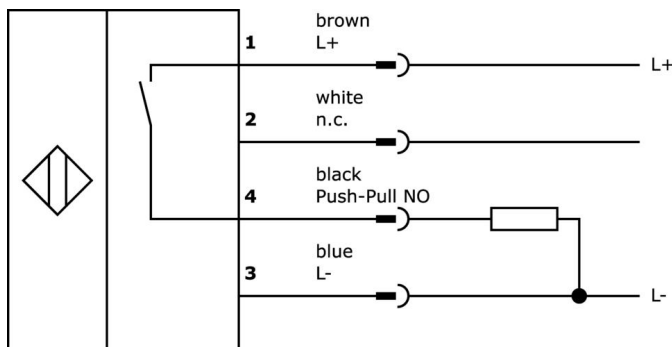 brown
1 L+
L+
white
2 n.c.
black
4 Push-Pull NO
blue
3 L-
L-